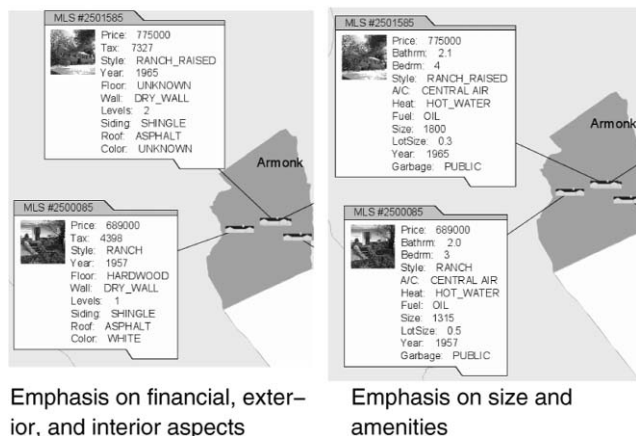 MLS #2501585
Price: 775000
Tax: 7327
Style: RANCH_RAISED
Year: 1965
Floor: UNKNOWN
Wall: DRY_WALL
Levels: 2
Siding: SHINGLE
Roof: ASPHALT
Color: UNKNOWN
Armonk
MLS #2500085
Price: 689000
Tax: 4398
Style: RANCH
Year: 1957
Floor: HARDWOOD
Wall: DRY_WALL
Levels: 1
Siding: SHINGLE
Roof: ASPHALT
Color: WHITE
Emphasis on financial, exter–
ior, and interior aspects
MLS #2501585
Price: 775000
Bathrm: 2.1
Bedrm: 4
Style: RANCH_RAISED
A/C: CENTRAL AIR
Heat: HOT_WATER
Fuel: OIL
Size: 1800
LotSize: 0.3
Year: 1965
Garbage: PUBLIC
Armonk
MLS #2500085
Price: 689000
Bathrm: 2.0
Bedrm: 3
Style: RANCH
A/C: CENTRAL AIR
Heat: HOT_WATER
Fuel: OIL
Size: 1315
LotSize: 0.5
Year: 1957
Garbage: PUBLIC
Emphasis on size and
amenities